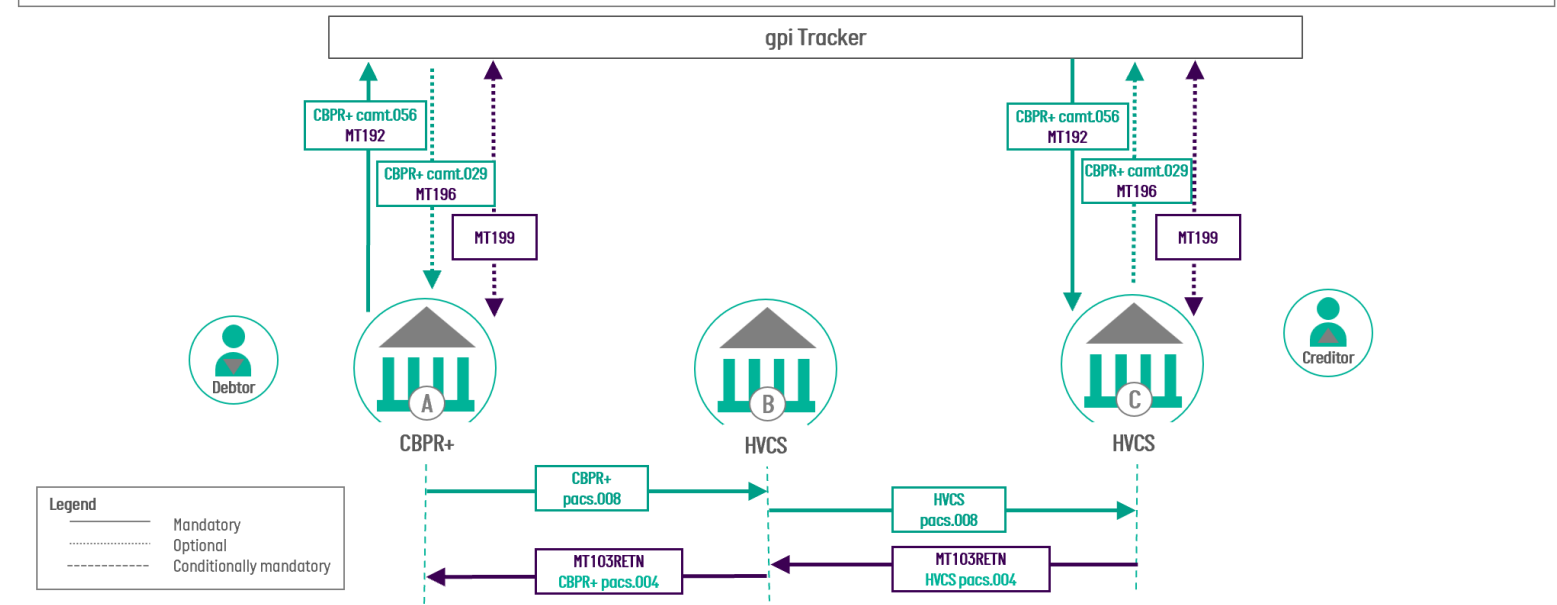 gpi Tracker
CBPR+ camt.056
MT192
CBPR+ camt.029
MT196
MT199
CBPR+ camt.056
MT192
CBPR+ camt.029
MT196
MT199
Debtor
A
B
C
Creditor
CBPR+
HVCS
HVCS
CBPR+
pacs.008
HVCS
pacs.008
MT103RETN
CBPR+ pacs.004
MT103RETN
HVCS pacs.004
Legend
Mandatory
Optional
Conditionally mandatory